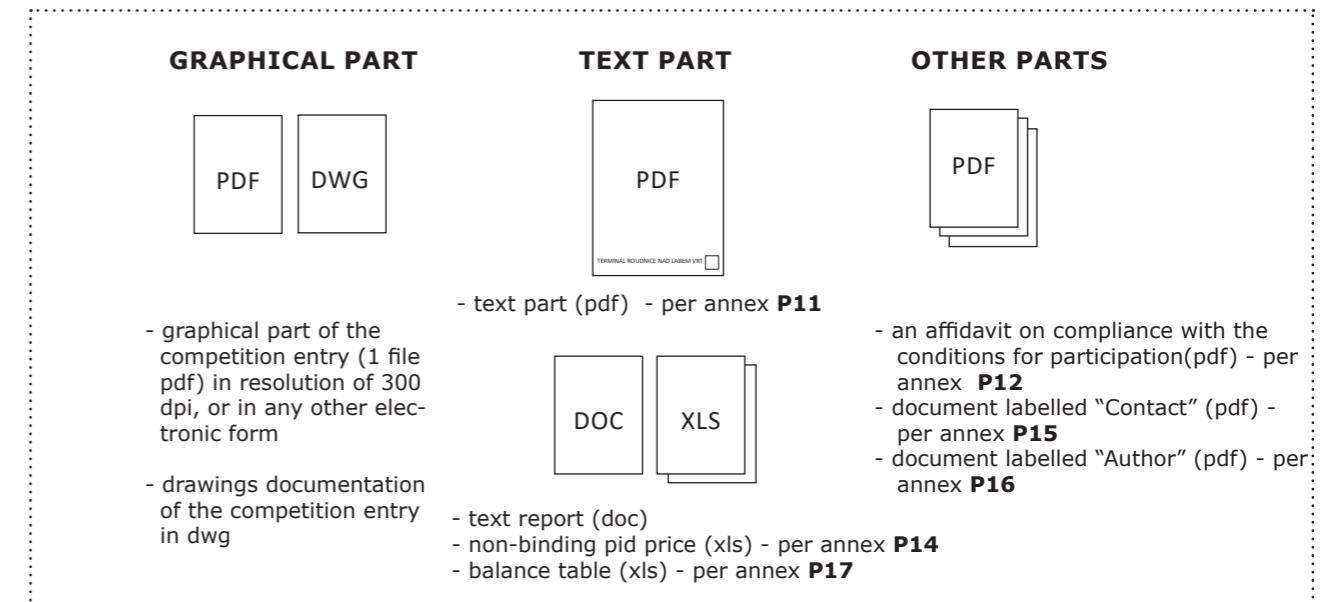 GRAPHICAL PART
PDF
DWG
- graphical part of the
competition entry (1 file
pdf) in resolution of 300
dpi, or in any other elec-
tronic form
- drawings documentation
of the competition entry
in dwg
TEXT PART
PDF
TERMINÁL ROUDNICE NAD LABEM VRT
- text part (pdf) - per annex P11
DOC
XLS
- text report (doc)
- non-binding pid price (xls) - per annex P14
- balance table (xls) - per annex P17
OTHER PARTS
PDF
- an affidavit on compliance with the
conditions for participation(pdf) - per
annex P12
- document labelled “Contact” (pdf) -
per annex P15
- document labelled “Author” (pdf) - per
annex P16